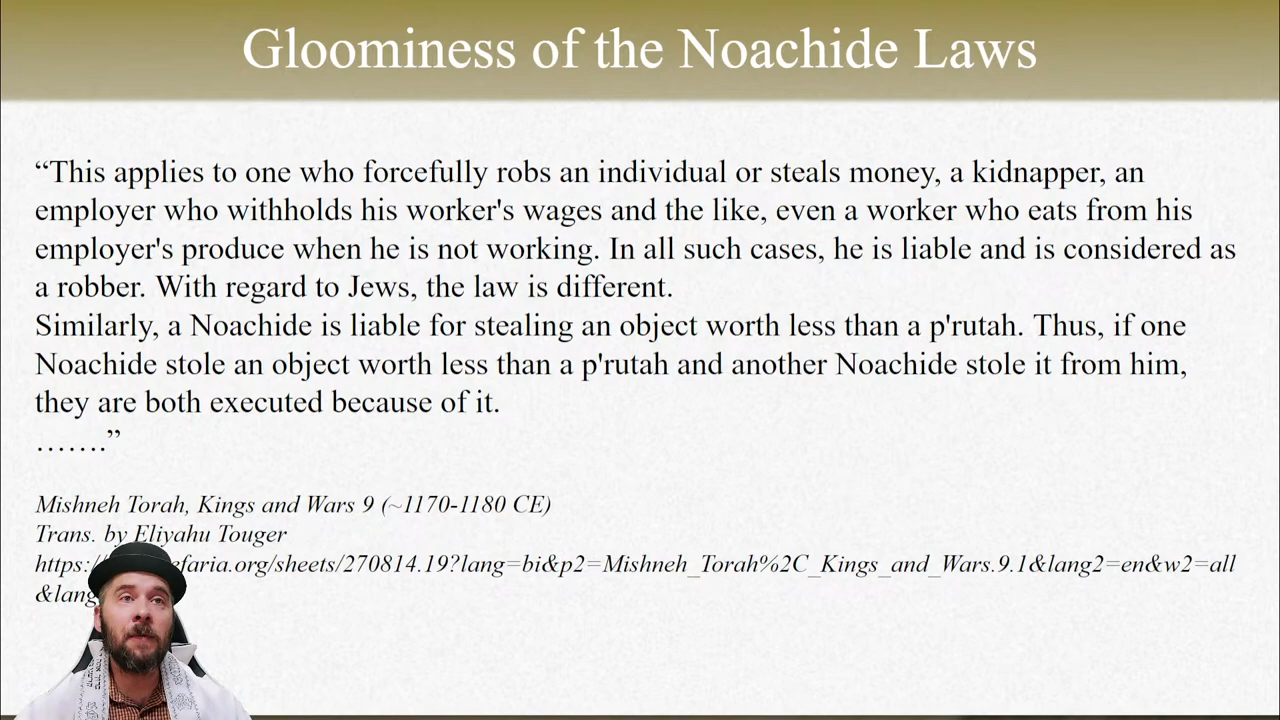 Gloominess of the Noachide Laws
“This applies to one who forcefully robs an individual or steals money, a kidnapper, an
employer who withholds his worker's wages and the like, even a worker who eats from his
employer's produce when he is not working. In all such cases, he is liable and is considered as
a robber. With regard to Jews, the law is different.
Similarly, a Noachide is liable for stealing an object worth less than a p'rutah. Thus, if one
Noachide stole an object worth less than a p'rutah and another Noachide stole it from him,
they are both executed because of it.
…….”
Mishneh Torah, Kings and Wars 9 (~1170-1180 CE)
Trans. by Eliyahu Touger
https:/ efaria.org/sheets/270814.19?lang=bi&p2=Mishneh_Torah%2C_Kings_and_Wars.9.1&lang2=en&w2=all
&lang